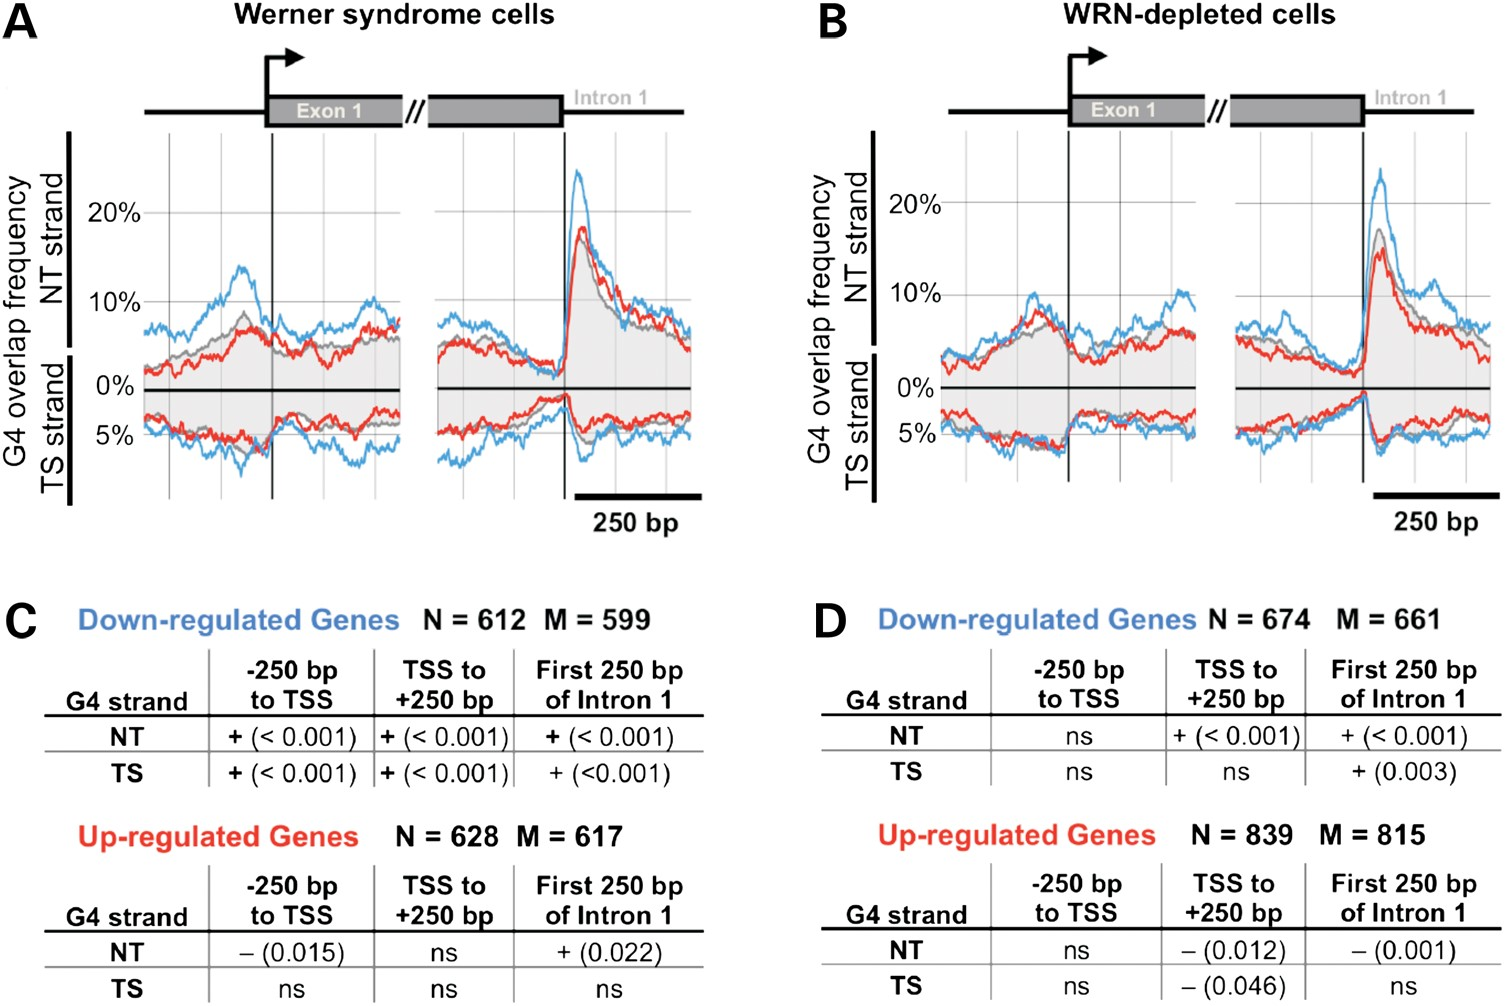 A
Werner syndrome cells
Exon 1
//
Intron 1
G4 overlap frequency
NT strand
TS strand
20%
10%
0%
5%
250 bp
B
WRN-depleted cells
Exon 1
//
Intron 1
G4 overlap frequency
NT strand
TS strand
20%
10%
0%
5%
250 bp
C
Down-regulated Genes N = 612 M = 599
G4 strand -250 bp to TSS TSS to +250 bp First 250 bp of Intron 1
NT + (< 0.001) + (< 0.001) + (< 0.001)
TS + (< 0.001) + (< 0.001) + (<0.001)
Up-regulated Genes N = 628 M = 617
G4 strand -250 bp to TSS TSS to +250 bp First 250 bp of Intron 1
NT – (0.015) ns + (0.022)
TS ns ns ns
D
Down-regulated Genes N = 674 M = 661
G4 strand -250 bp to TSS TSS to +250 bp First 250 bp of Intron 1
NT ns + (< 0.001) + (< 0.001)
TS ns ns + (0.003)
Up-regulated Genes N = 839 M = 815
G4 strand -250 bp to TSS TSS to +250 bp First 250 bp of Intron 1
NT ns – (0.012) – (0.001)
TS ns – (0.046) ns